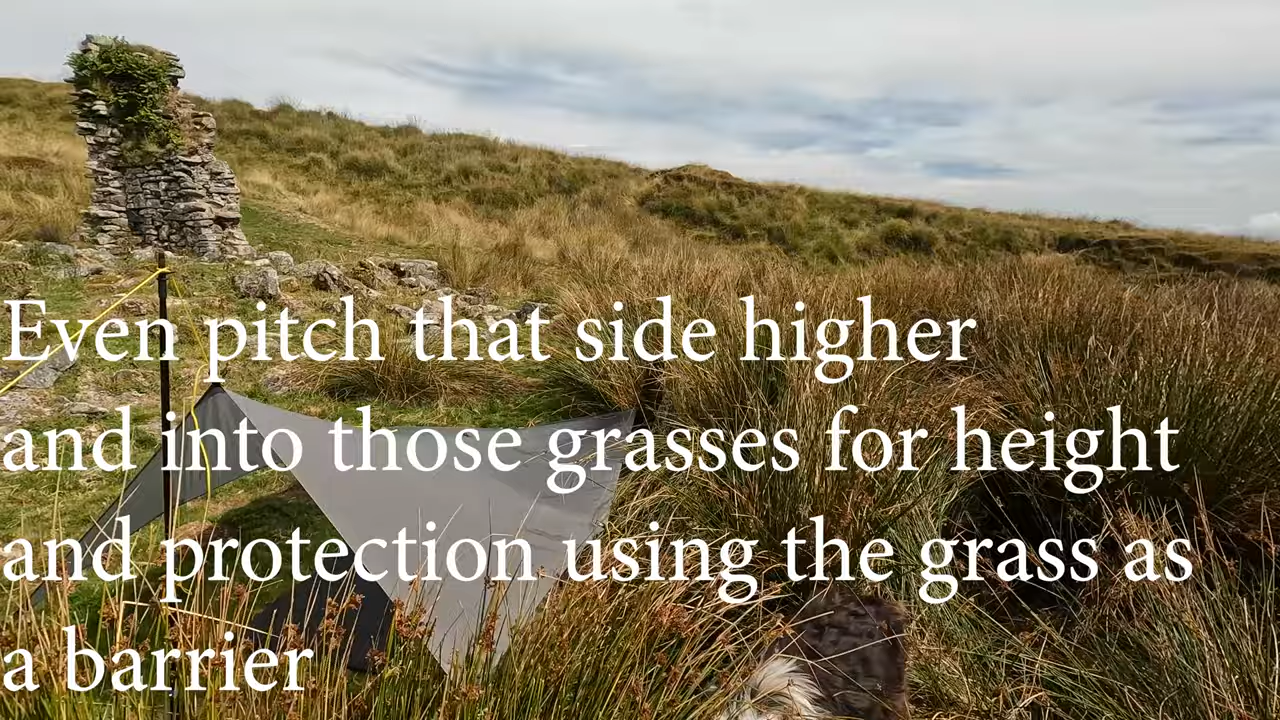 Even pitch that side higher
and into those grasses for height
and protection using the grass as
a barrier